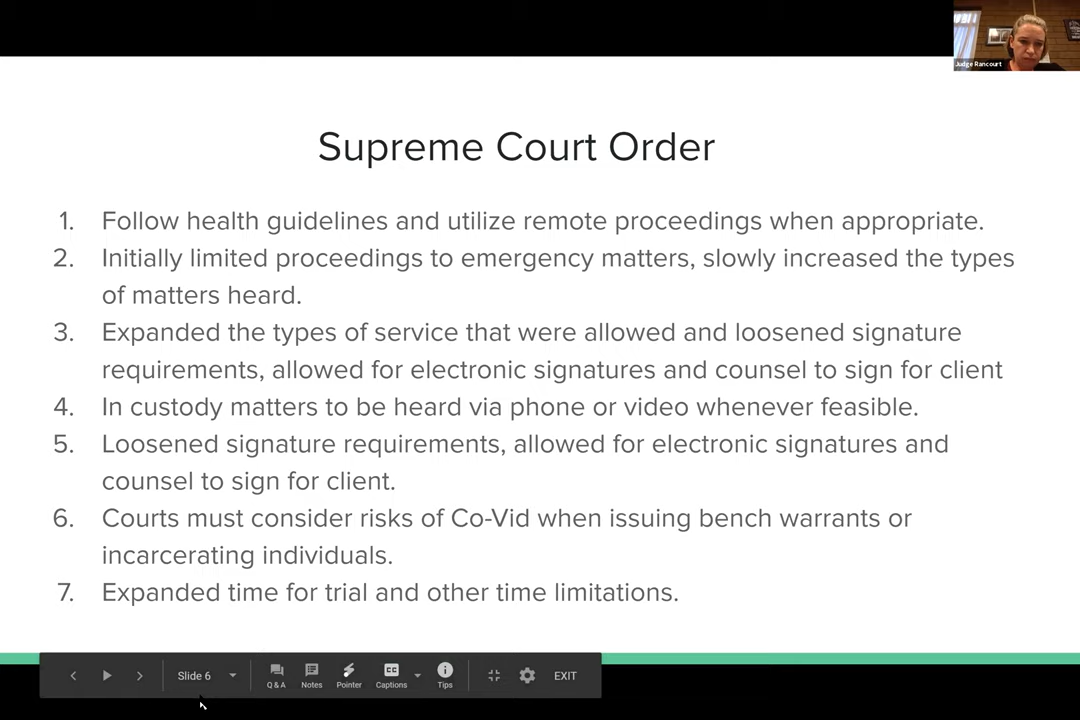 Judge Rancourt
Supreme Court Order
1. Follow health guidelines and utilize remote proceedings when appropriate.
2. Initially limited proceedings to emergency matters, slowly increased the types
of matters heard.
3. Expanded the types of service that were allowed and loosened signature
requirements, allowed for electronic signatures and counsel to sign for client
4. In custody matters to be heard via phone or video whenever feasible.
5. Loosened signature requirements, allowed for electronic signatures and
counsel to sign for client.
6. Courts must consider risks of Co-Vid when issuing bench warrants or
incarcerating individuals.
7. Expanded time for trial and other time limitations.
Slide 6
Q & A
Notes
Pointer
CC
Captions
Tips
EXIT